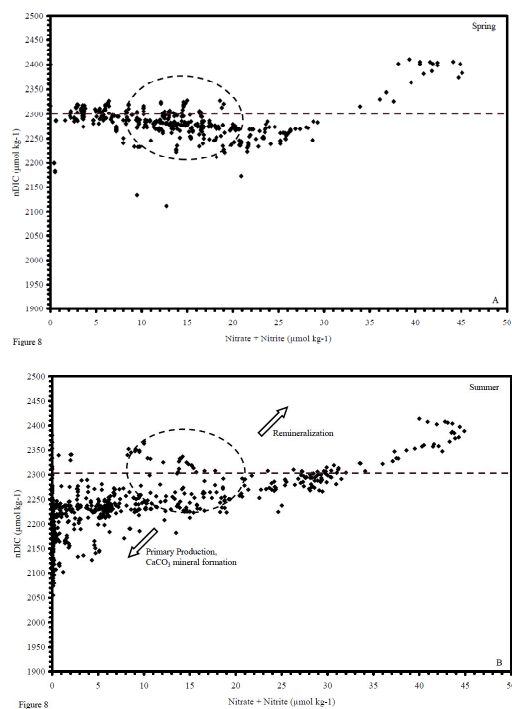 2500
Spring
2450
2400
2350
2300
2250
2200
2150
2100
2050
2000
1950
1900
nDIC (µmol kg-1)
A
0 5 10 15 20 25 30 35 40 45 50
Nitrate + Nitrite (µmol kg-1)
Figure 8
2500
Summer
2450
2400
Remineralization
2350
2300
2250
2200
2150
2100
2050
2000
1950
1900
nDIC (µmol kg-1)
Primary Production,
CaCO3 mineral formation
B
0 5 10 15 20 25 30 35 40 45 50
Nitrate + Nitrite (µmol kg-1)
Figure 8